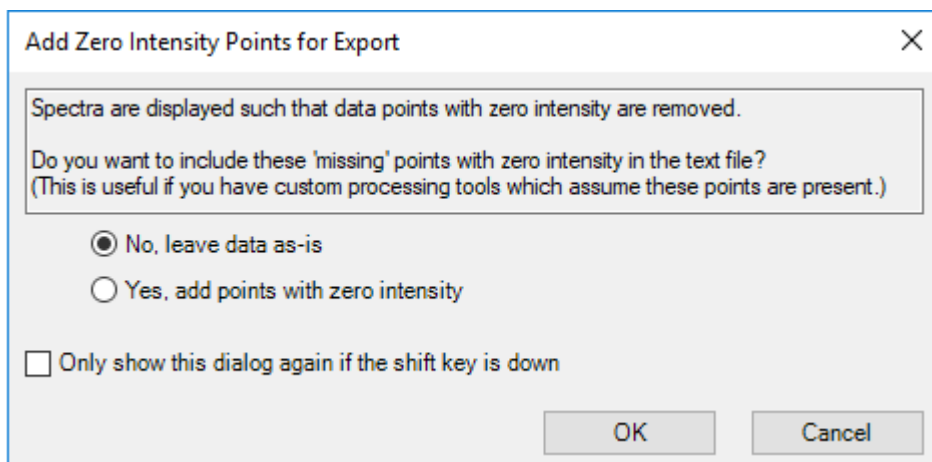 Add Zero Intensity Points for Export
Spectra are displayed such that data points with zero intensity are removed.
Do you want to include these 'missing' points with zero intensity in the text file?
(This is useful if you have custom processing tools which assume these points are present.)
No, leave data as-is
Yes, add points with zero intensity
Only show this dialog again if the shift key is down
OK
Cancel